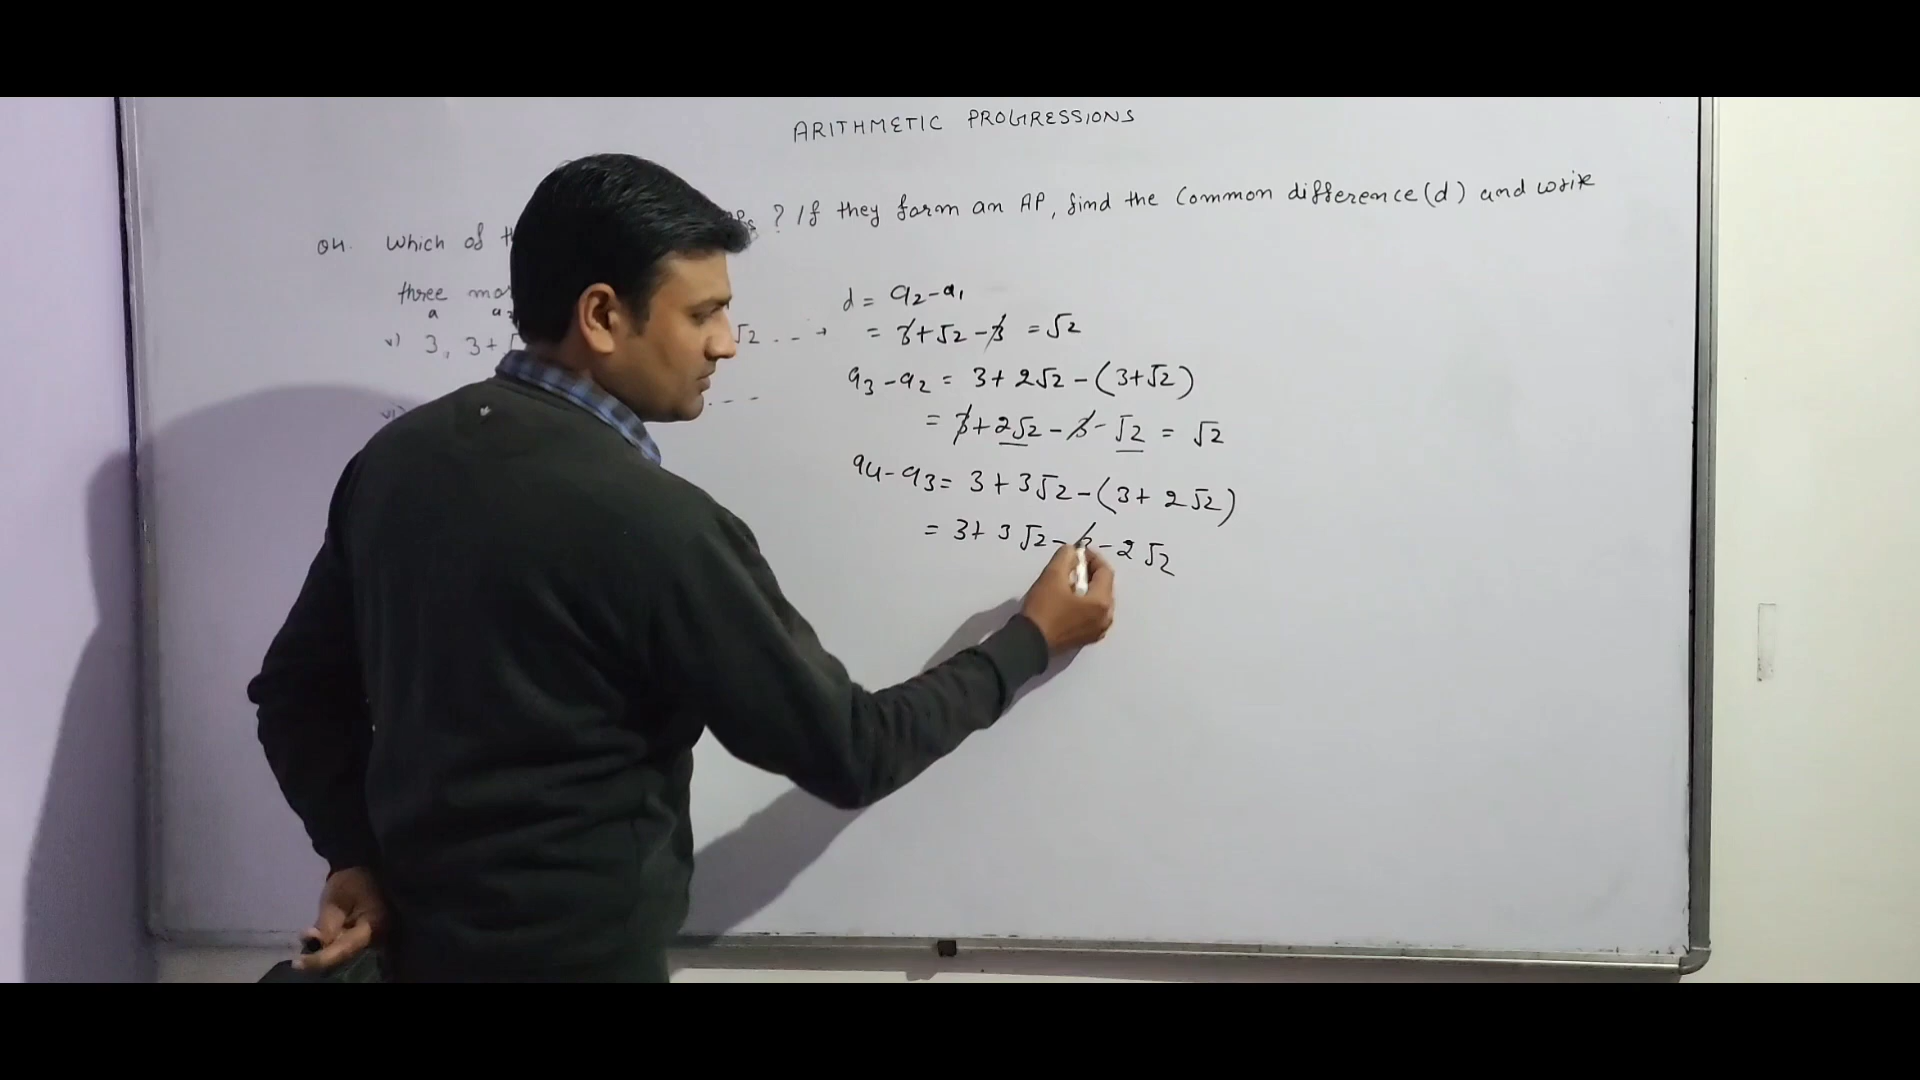 ARITHMETIC PROGRESSIONS
Q4. Which of ? If they form an AP, find the common difference (d) and write
three
a a2
v) 3, 3+√ √2 . . . →
vi) . - - -
d = a2-a1
= 3+√2-3 = √2
a3-a2 = 3+2√2-(3+√2)
= 3+2√2-3-√2 = √2
a4-a3= 3+3√2-(3+2√2)
= 3+3√2-3-2√2